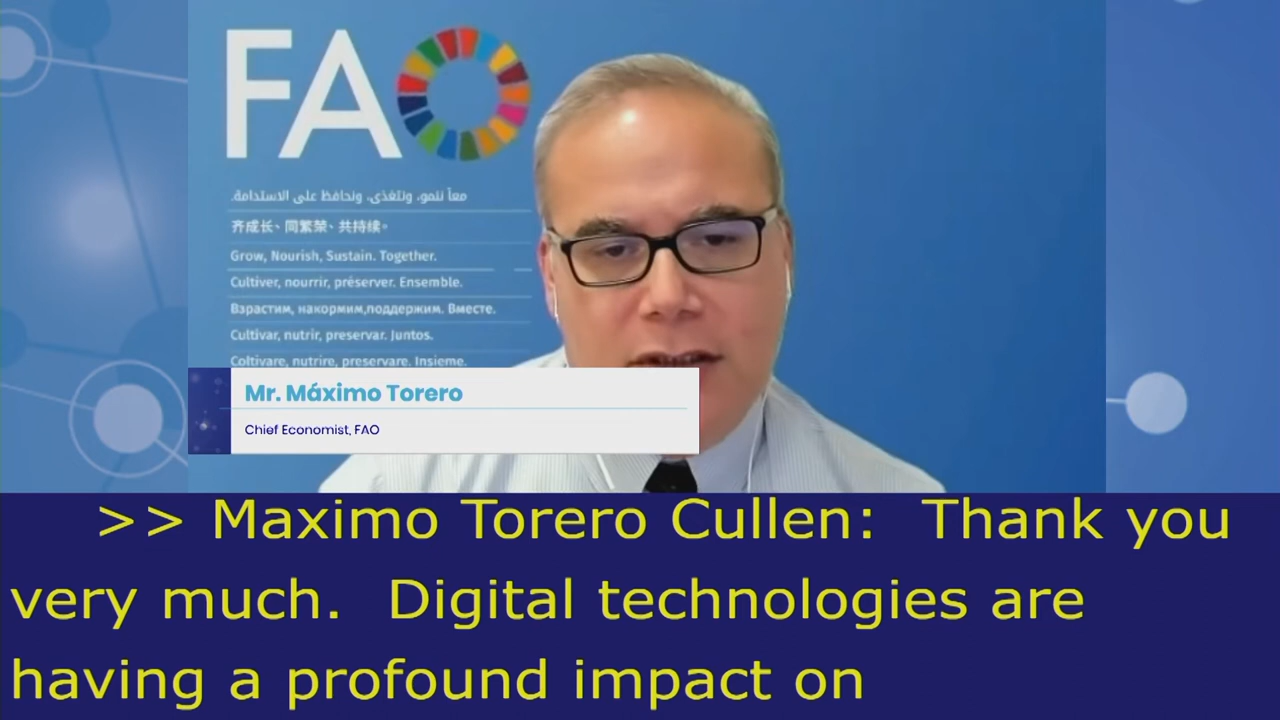 FAO
معاً ننمو، ونتغذى، ونحافظ على الاستدامة.
齐成长、同繁荣、共持续。
Grow, Nourish, Sustain. Together.
Cultiver, nourrir, préserver. Ensemble.
Взрастим, накормим,поддержим. Вместе.
Cultivar, nutrir, preservar. Juntos.
Coltivare, nutrire, preservare. Insieme.
Mr. Máximo Torero
Chief Economist, FAO
>> Maximo Torero Cullen: Thank you
very much. Digital technologies are
having a profound impact on